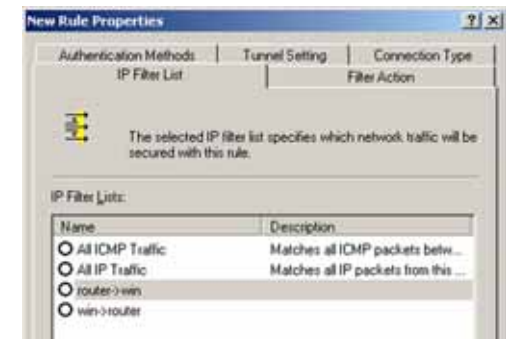 New Rule Properties
Authentication Methods Tunnel Setting Connection Type
IP Filter List Filter Action
The selected IP filter list specifies which network traffic will be
secured with this rule.
IP Filter Lists:
Name Description
All ICMP Traffic Matches all ICMP packets betw...
All IP Traffic Matches all IP packets from this ...
router->win
win->router